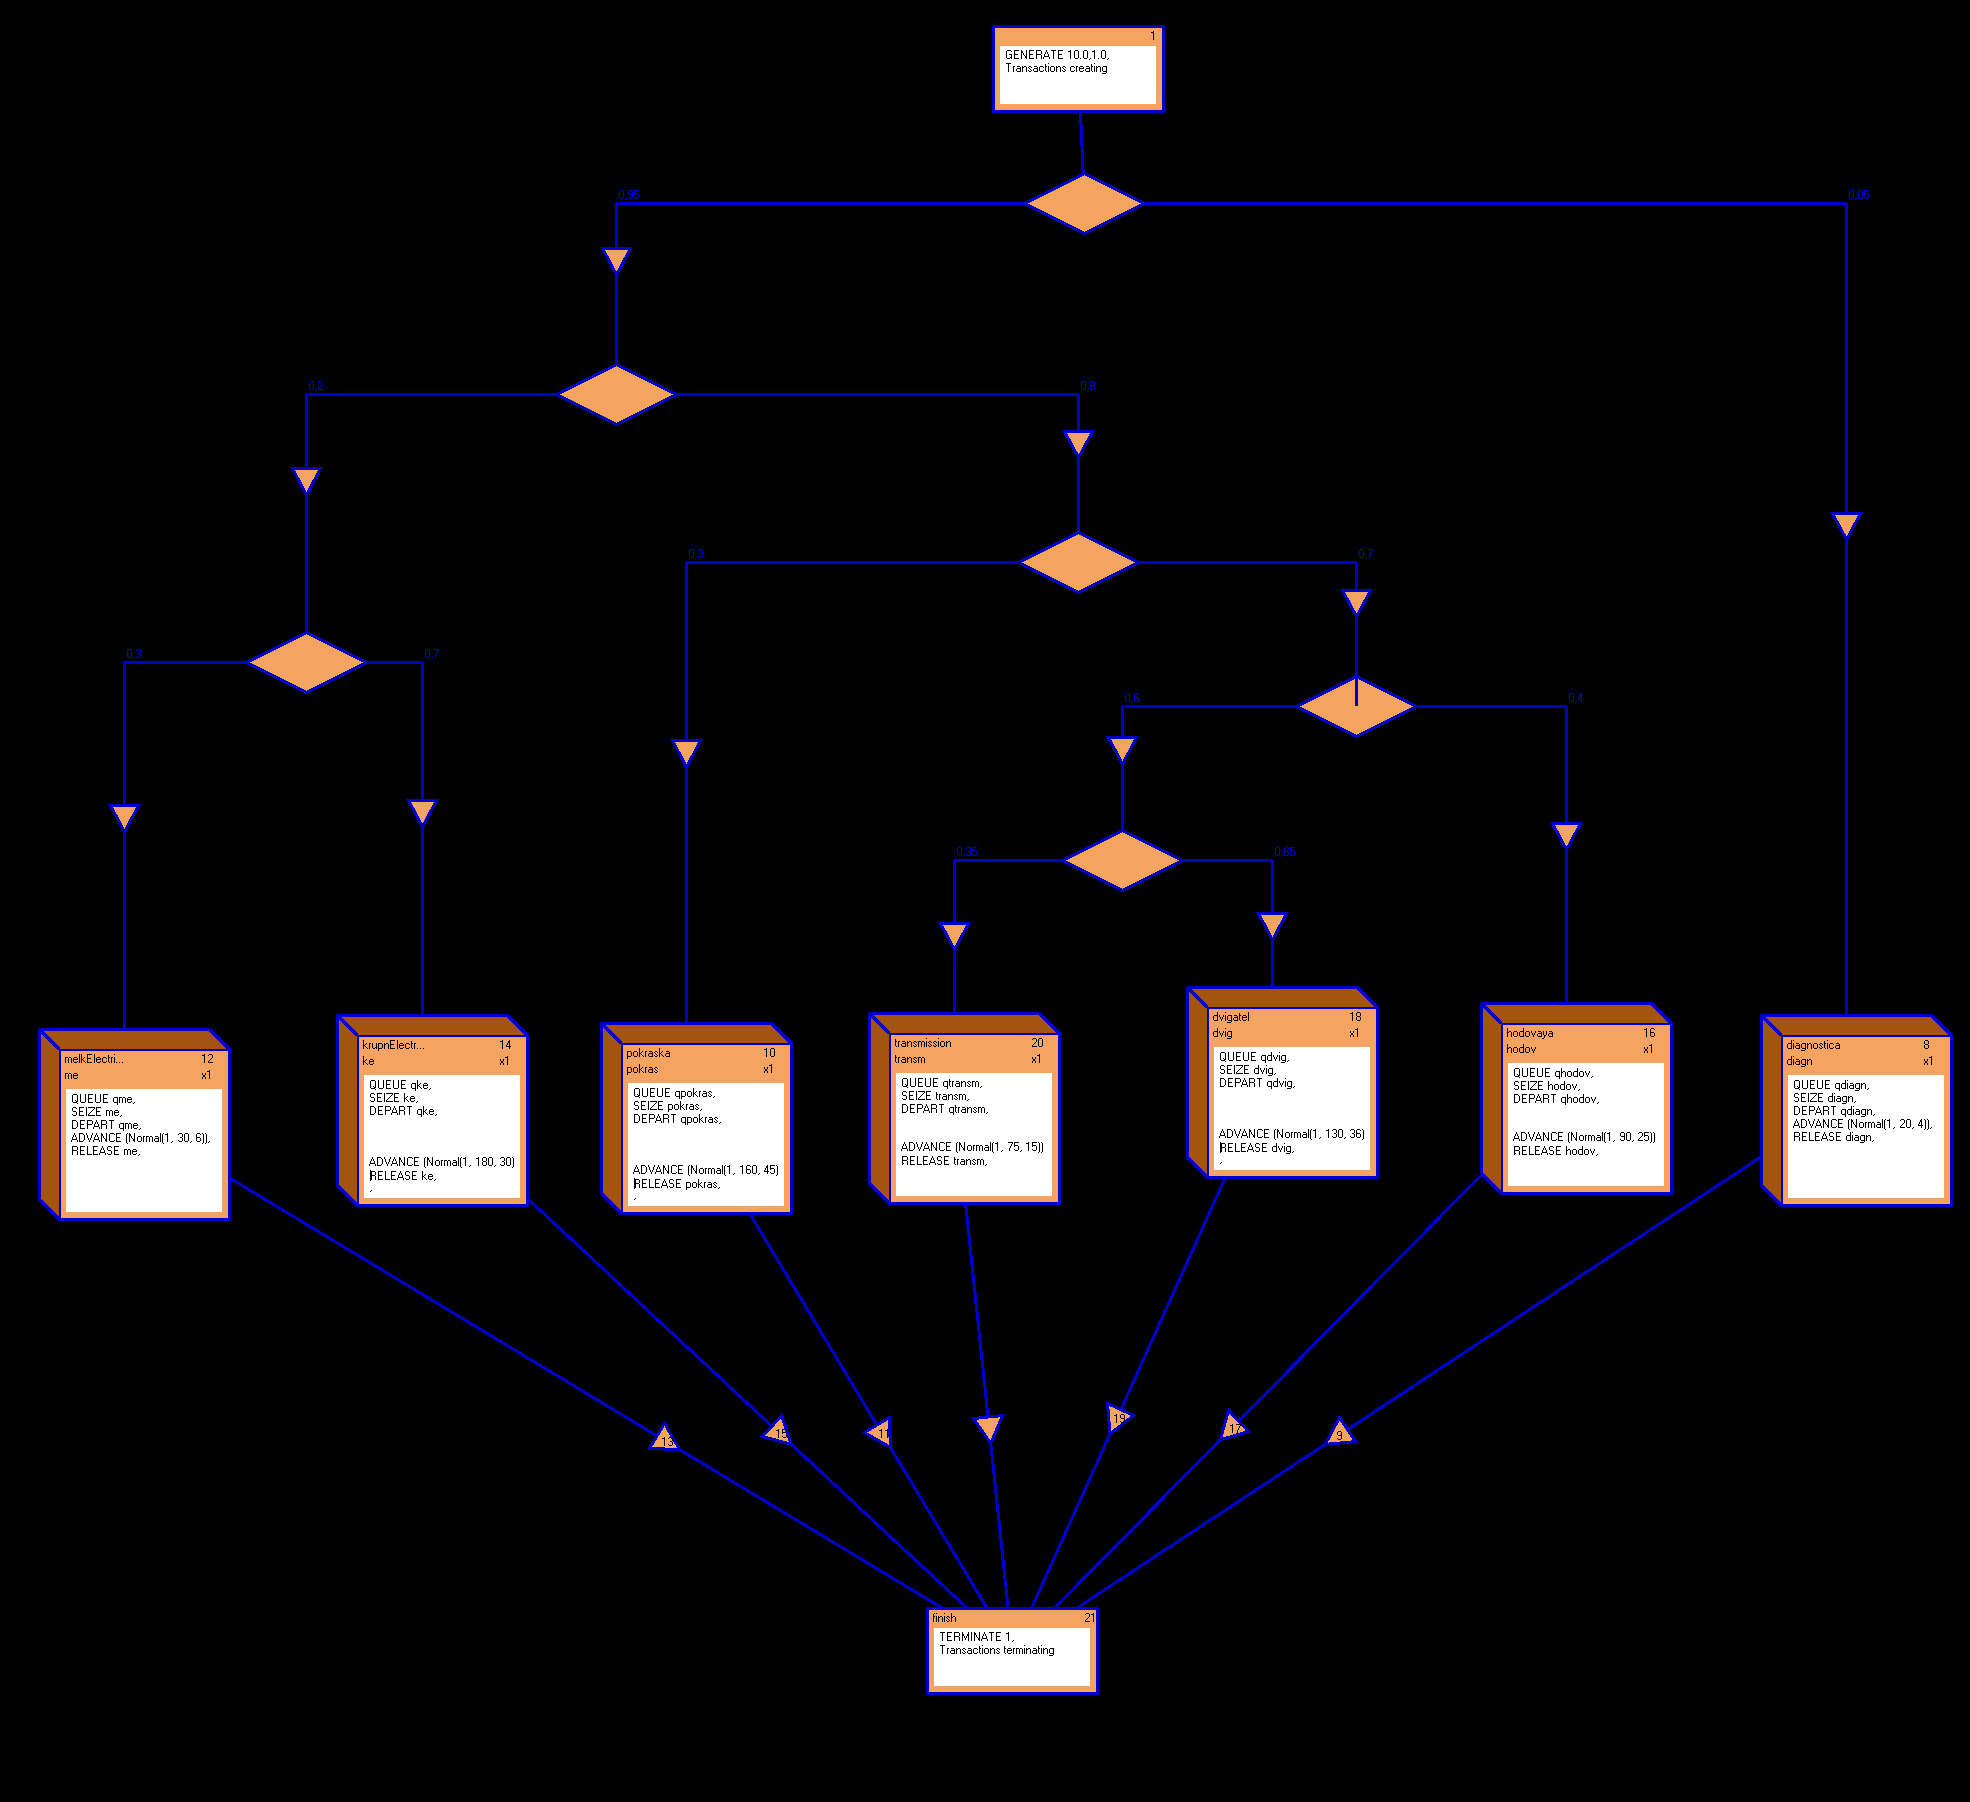 1
GENERATE 10.0,1.0,
Transactions creating
0.95
0.05
0.2
0.8
0.3
0.7
0.3
0.7
0.6
0.4
0.35
0.65
melkElectri... 12
me x1
QUEUE qme,
SEIZE me,
DEPART qme,
ADVANCE (Normal(1, 30, 6)),
RELEASE me,
krupnElectr... 14
ke x1
QUEUE qke,
SEIZE ke,
DEPART qke,
ADVANCE (Normal(1, 180, 30)
RELEASE ke,
,
pokraska 10
pokras x1
QUEUE qpokras,
SEIZE pokras,
DEPART qpokras,
ADVANCE (Normal(1, 160, 45)
RELEASE pokras,
,
transmission 20
transm x1
QUEUE qtransm,
SEIZE transm,
DEPART qtransm,
ADVANCE (Normal(1, 75, 15))
RELEASE transm,
dvigatel 18
dvig x1
QUEUE qdvig,
SEIZE dvig,
DEPART qdvig,
ADVANCE (Normal(1, 130, 36)
RELEASE dvig,
,
hodovaya 16
hodov x1
QUEUE qhodov,
SEIZE hodov,
DEPART qhodov,
ADVANCE (Normal(1, 90, 25))
RELEASE hodov,
diagnostica 8
diagn x1
QUEUE qdiagn,
SEIZE diagn,
DEPART qdiagn,
ADVANCE (Normal(1, 20, 4)),
RELEASE diagn,
13
15
11
19
17
9
finish 21
TERMINATE 1,
Transactions terminating